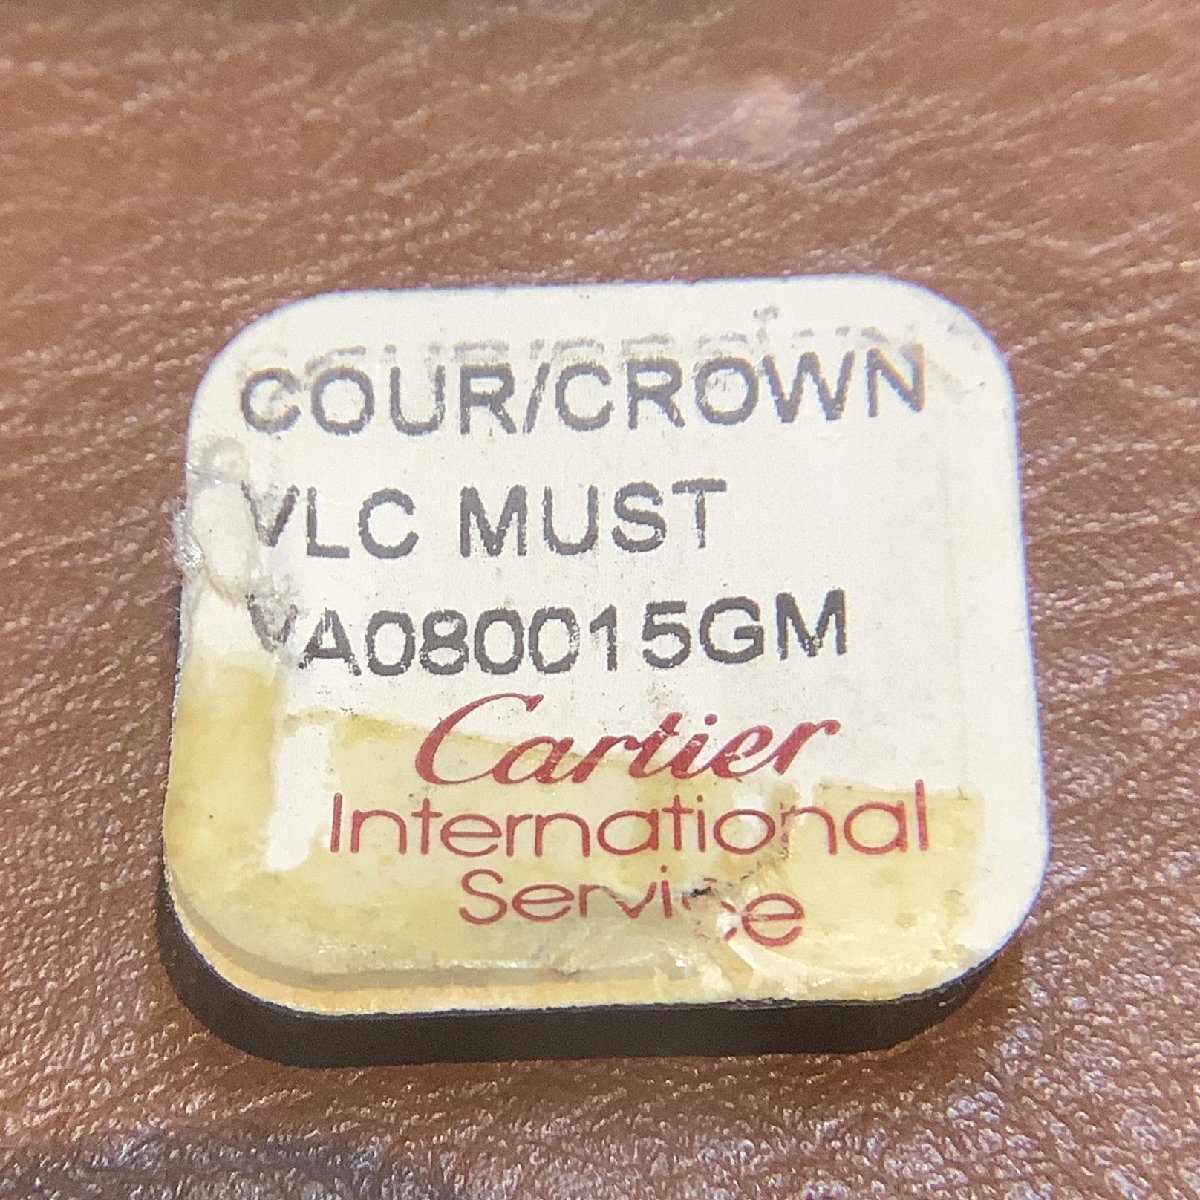 COUR/CROWN
VLC MUST
VA080015GM
Cartier
International
Service